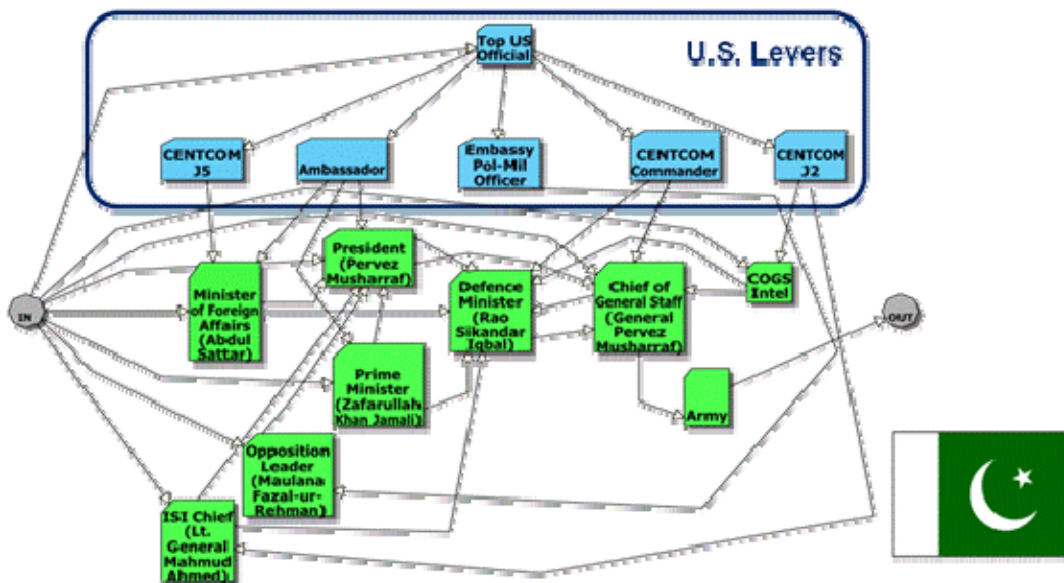 Top US
Official
U.S. Levers
CENTCOM
J5
Ambassador
Embassy
Pol-Mil
Officer
CENTCOM
Commander
CENTCOM
J2
President
(Pervez
Musharraf)
Minister
of Foreign
Affairs
(Abdul
Sattar)
Defence
Minister
(Rao
Sikandar
Iqbal)
Chief of
General Staff
(General
Pervez
Musharraf)
COGS
Intel
IN
OUT
Prime
Minister
(Zafarullah
Khan Jamali)
Army
Opposition
Leader
(Maulana
Fazal-ur-
Rehman)
ISI Chief
(Lt.
General
Mahmud
Ahmed)